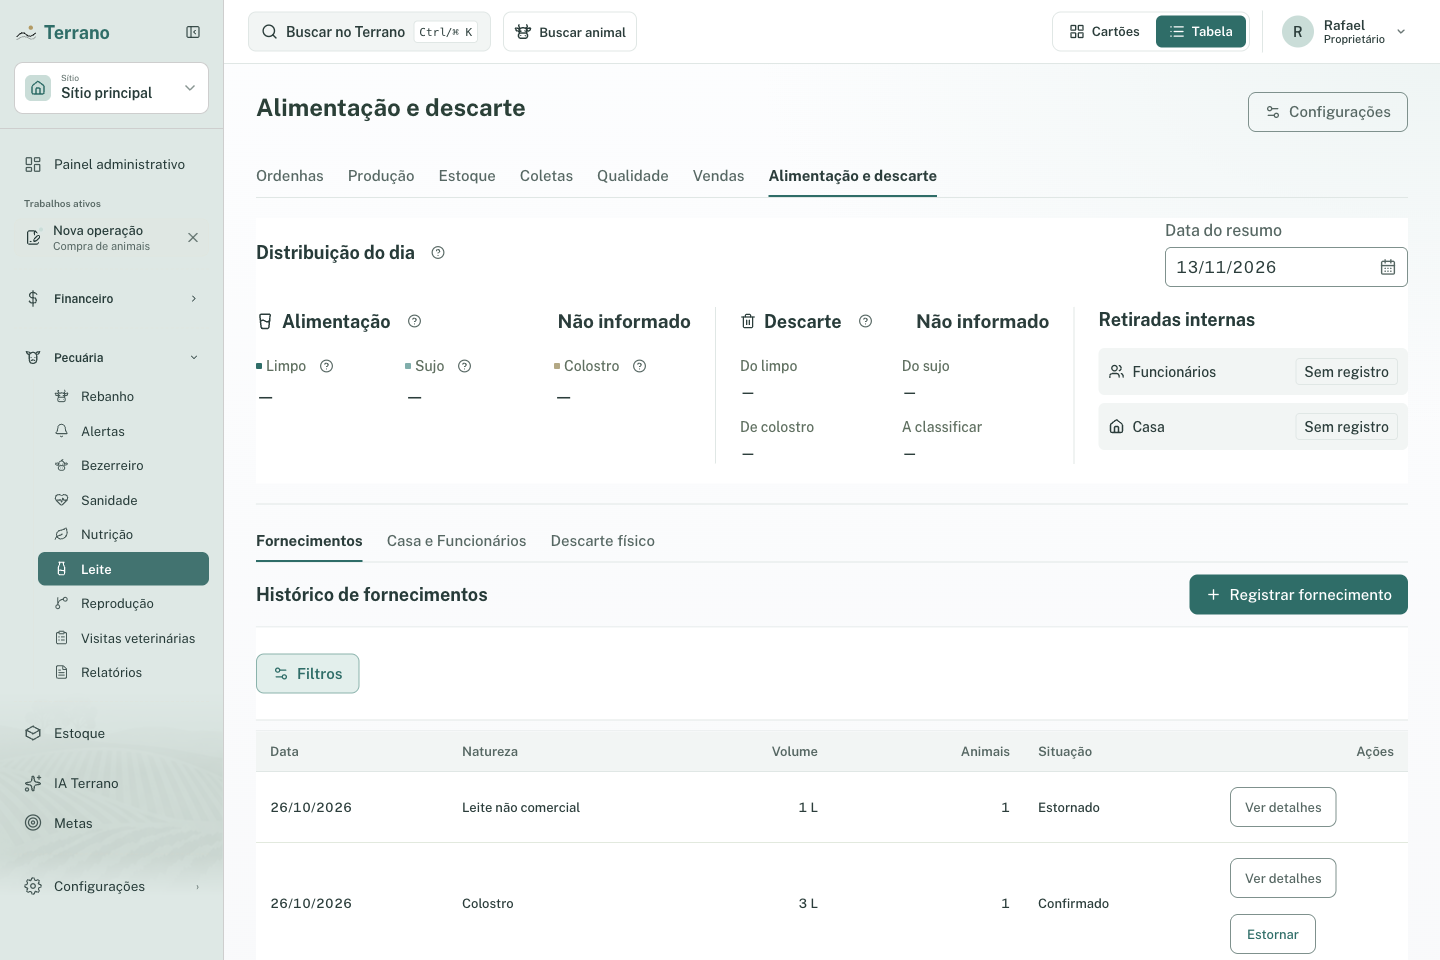 Terrano
Sítio
Sítio principal
Painel administrativo
Trabalhos ativos
Nova operação
Compra de animais
Financeiro
Pecuária
Rebanho
Alertas
Bezerreiro
Sanidade
Nutrição
Leite
Reprodução
Visitas veterinárias
Relatórios
Estoque
IA Terrano
Metas
Configurações
Buscar no Terrano Ctrl/⌘ K
Buscar animal
Cartões
Tabela
R
Rafael
Proprietário
Alimentação e descarte
Configurações
Ordenhas Produção Estoque Coletas Qualidade Vendas Alimentação e descarte
Distribuição do dia
Data do resumo
13/11/2026
Alimentação Não informado
Limpo Sujo Colostro
— — —
Descarte Não informado
Do limpo Do sujo
— —
De colostro A classificar
— —
Retiradas internas
Funcionários Sem registro
Casa Sem registro
Fornecimentos Casa e Funcionários Descarte físico
Histórico de fornecimentos
Registrar fornecimento
Filtros
Data Natureza Volume Animais Situação Ações
26/10/2026 Leite não comercial 1 L 1 Estornado Ver detalhes
26/10/2026 Colostro 3 L 1 Confirmado Ver detalhes
Estornar